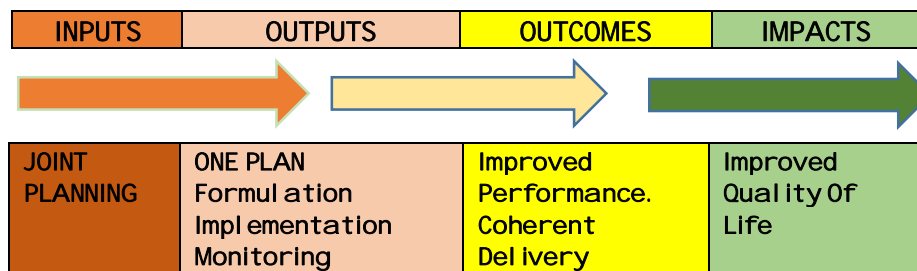 INPUTS
OUTPUTS
OUTCOMES
IMPACTS
JOINT
PLANNING
ONE PLAN
Formulation
Implementation
Monitoring
Improved
Performance.
Coherent
Delivery
Improved
Quality Of
Life